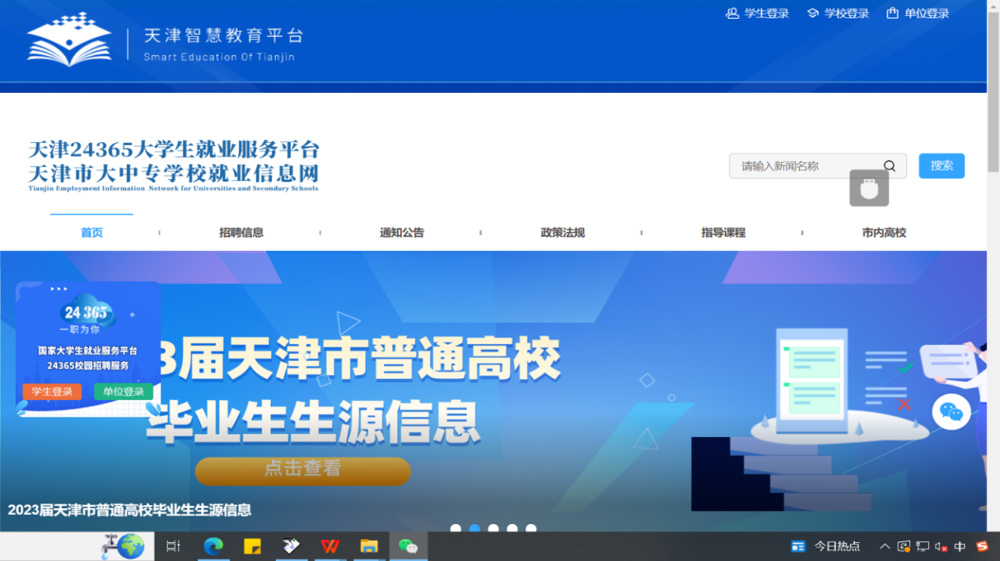 学生登录 学校登录 单位登录
天津智慧教育平台
Smart Education Of Tianjin
天津24365大学生就业服务平台
天津市大中专学校就业信息网
Tianjin Employment Information Network for Universities and Secondary Schools
请输入新闻名称 搜索
首页 招聘信息 通知公告 政策法规 指导课程 市内高校
24 365
一职为你
国家大学生就业服务平台
24365校园招聘服务
学生登录 单位登录
3届天津市普通高校
毕业生生源信息
点击查看
2023届天津市普通高校毕业生生源信息
今日热点 中